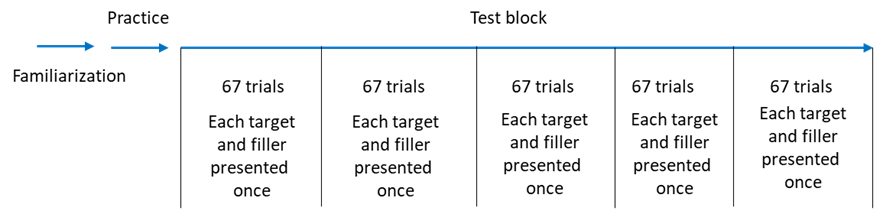 Practice
Test block
Familiarization
67 trials
Each target
and filler
presented
once
67 trials
Each target
and filler
presented
once
67 trials
Each target
and filler
presented
once
67 trials
Each target
and filler
presented
once
67 trials
Each target
and filler
presented
once